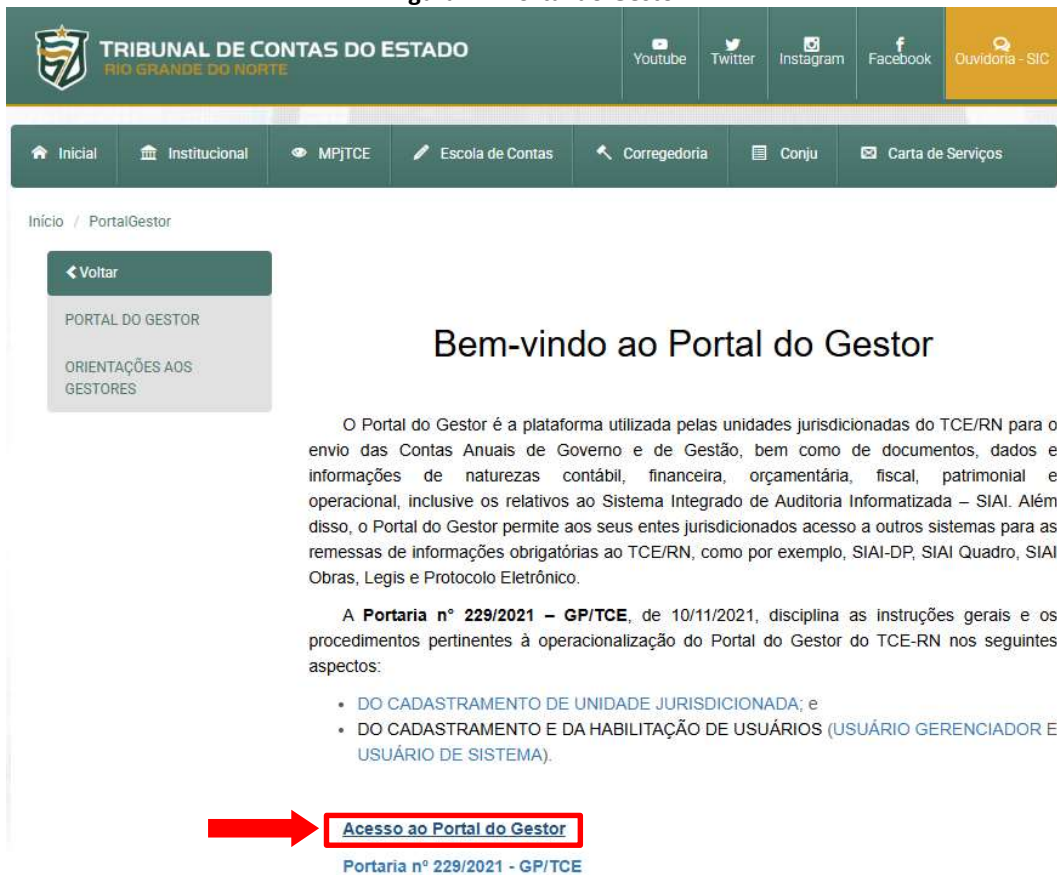 TRIBUNAL DE CONTAS DO ESTADO
RIO GRANDE DO NORTE
Youtube
Twitter
Instagram
Facebook
Ouvidoria - SIC
Inicial
Institucional
MPjTCE
Escola de Contas
Corregedoria
Conju
Carta de Serviços
Início / PortalGestor
Voltar
PORTAL DO GESTOR
ORIENTAÇÕES AOS
GESTORES
Bem-vindo ao Portal do Gestor
O Portal do Gestor é a plataforma utilizada pelas unidades jurisdicionadas do TCE/RN para o
envio das Contas Anuais de Governo e de Gestão, bem como de documentos, dados e
informações de naturezas contábil, financeira, orçamentária, fiscal, patrimonial e
operacional, inclusive os relativos ao Sistema Integrado de Auditoria Informatizada – SIAI. Além
disso, o Portal do Gestor permite aos seus entes jurisdicionados acesso a outros sistemas para as
remessas de informações obrigatórias ao TCE/RN, como por exemplo, SIAI-DP, SIAI Quadro, SIAI
Obras, Legis e Protocolo Eletrônico.
A Portaria n° 229/2021 – GP/TCE, de 10/11/2021, disciplina as instruções gerais e os
procedimentos pertinentes à operacionalização do Portal do Gestor do TCE-RN nos seguintes
aspectos:
• DO CADASTRAMENTO DE UNIDADE JURISDICIONADA; e
• DO CADASTRAMENTO E DA HABILITAÇÃO DE USUÁRIOS (USUÁRIO GERENCIADOR E
USUÁRIO DE SISTEMA).
Acesso ao Portal do Gestor
Portaria nº 229/2021 - GP/TCE